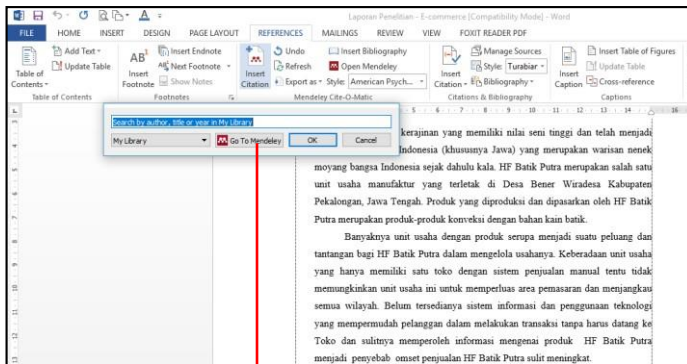 Laporan Penelitian - E-commerce [Compatibility Mode] - Word
FILE HOME INSERT DESIGN PAGE LAYOUT REFERENCES MAILINGS REVIEW VIEW FOXIT READER PDF
Table of Contents
Add Text
Update Table
Table of Contents
AB¹ Insert Footnote
Insert Endnote
Next Footnote
Show Notes
Footnotes
Insert Citation
Undo
Refresh
Export as
Insert Bibliography
Open Mendeley
Style: American Psych...
Mendeley Cite-O-Matic
Insert Citation
Manage Sources
Style: Turabiar
Bibliography
Citations & Bibliography
Insert Caption
Insert Table of Figures
Update Table
Cross-reference
Captions
Search by author, title or year in My Library
My Library Go To Mendeley OK Cancel
kerajinan yang memiliki nilai seni tinggi dan telah menjadi
Indonesia (khususnya Jawa) yang merupakan warisan nenek
moyang bangsa Indonesia sejak dahulu kala. HF Batik Putra merupakan salah satu
unit usaha manufaktur yang terletak di Desa Bener Wiradesa Kabupaten
Pekalongan, Jawa Tengah. Produk yang diproduksi dan dipasarkan oleh HF Batik
Putra merupakan produk-produk konveksi dengan bahan kain batik.
Banyaknya unit usaha dengan produk serupa menjadi suatu peluang dan
tantangan bagi HF Batik Putra dalam mengelola usahanya. Keberadaan unit usaha
yang hanya memiliki satu toko dengan sistem penjualan manual tentu tidak
memungkinkan unit usaha ini untuk memperluas area pemasaran dan menjangkau
semua wilayah. Belum tersedianya sistem informasi dan penggunaan teknologi
yang mempermudah pelanggan dalam melakukan transaksi tanpa harus datang ke
Toko dan sulitnya memperoleh informasi mengenai produk HF Batik Putra
menjadi penyebab omset penjualan HF Batik Putra sulit meningkat.